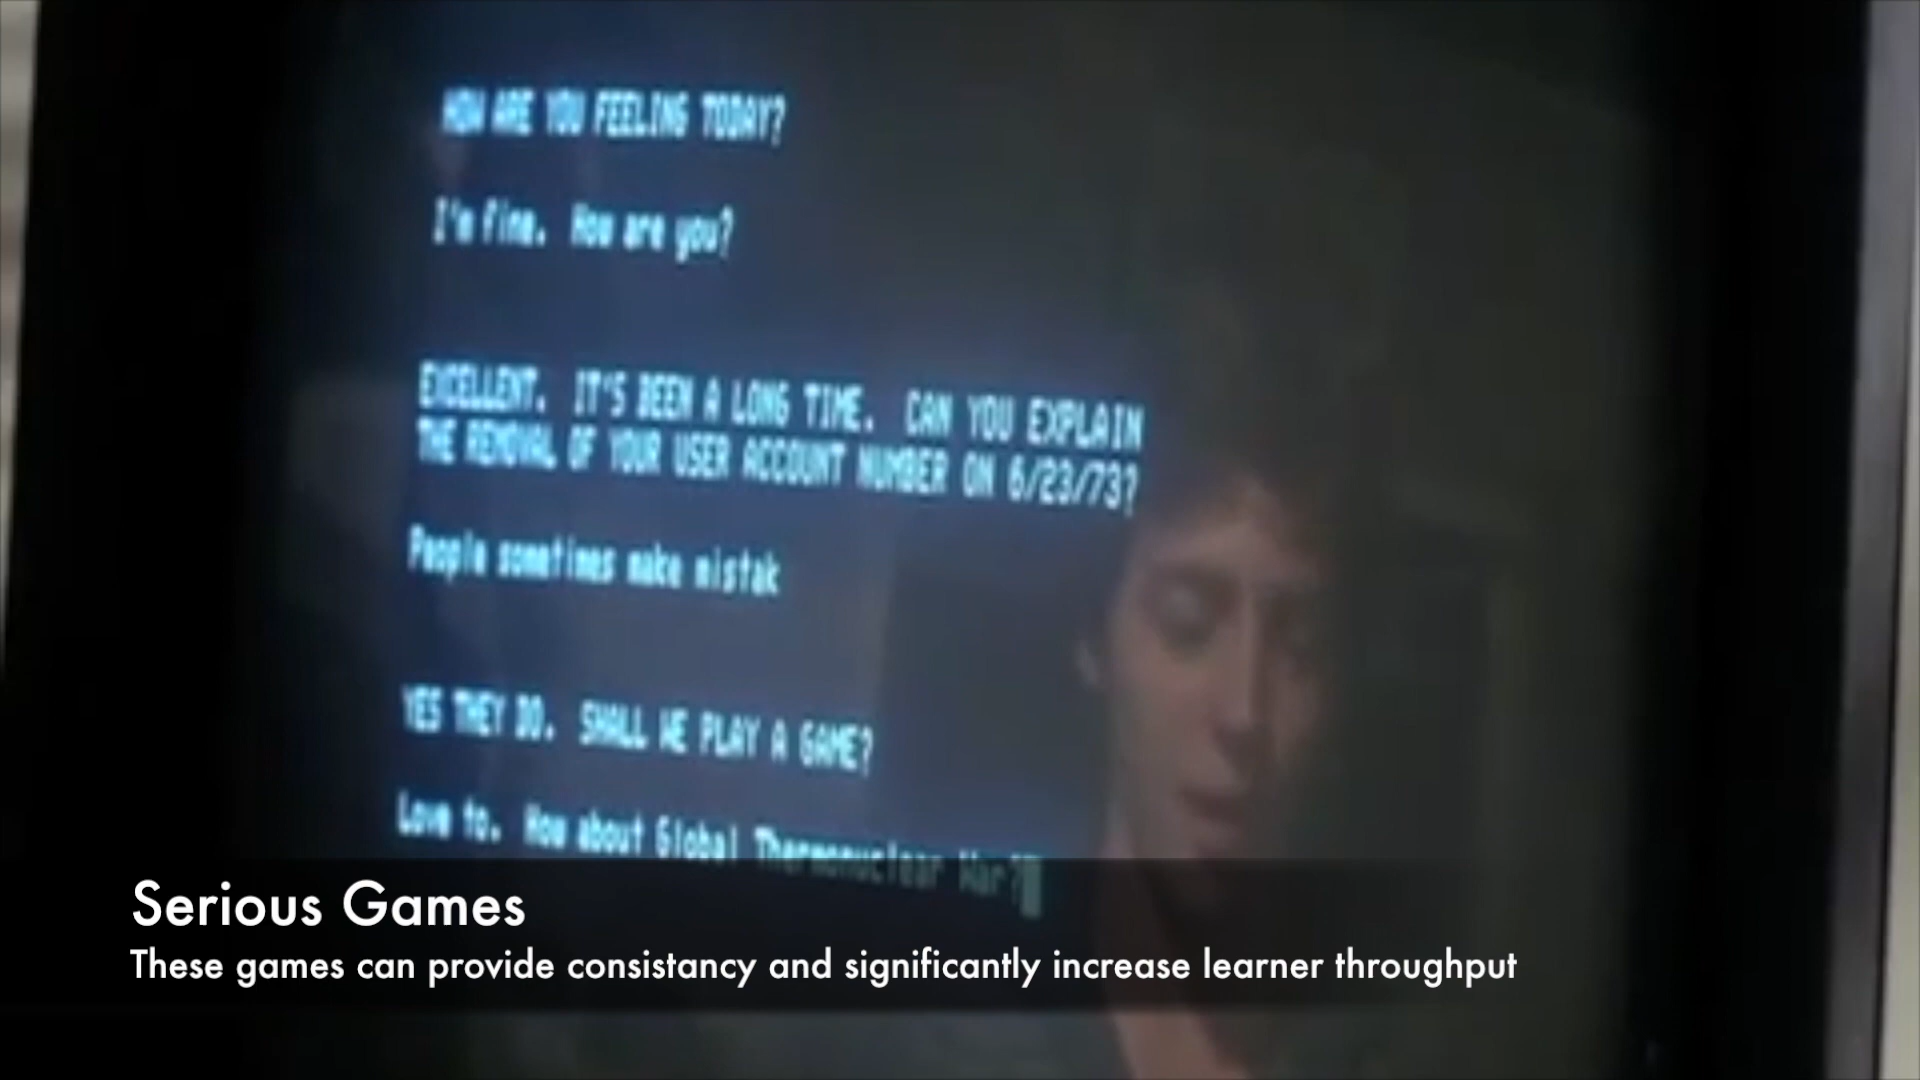 HOW ARE YOU FEELING TODAY?
I'm fine. How are you?
EXCELLENT. IT'S BEEN A LONG TIME. CAN YOU EXPLAIN
THE REMOVAL OF YOUR USER ACCOUNT NUMBER ON 6/23/73?
People sometimes make mistak
YES THEY DO. SHALL WE PLAY A GAME?
Love to. How about Global Thermonuclear War?
Serious Games
These games can provide consistancy and significantly increase learner throughput